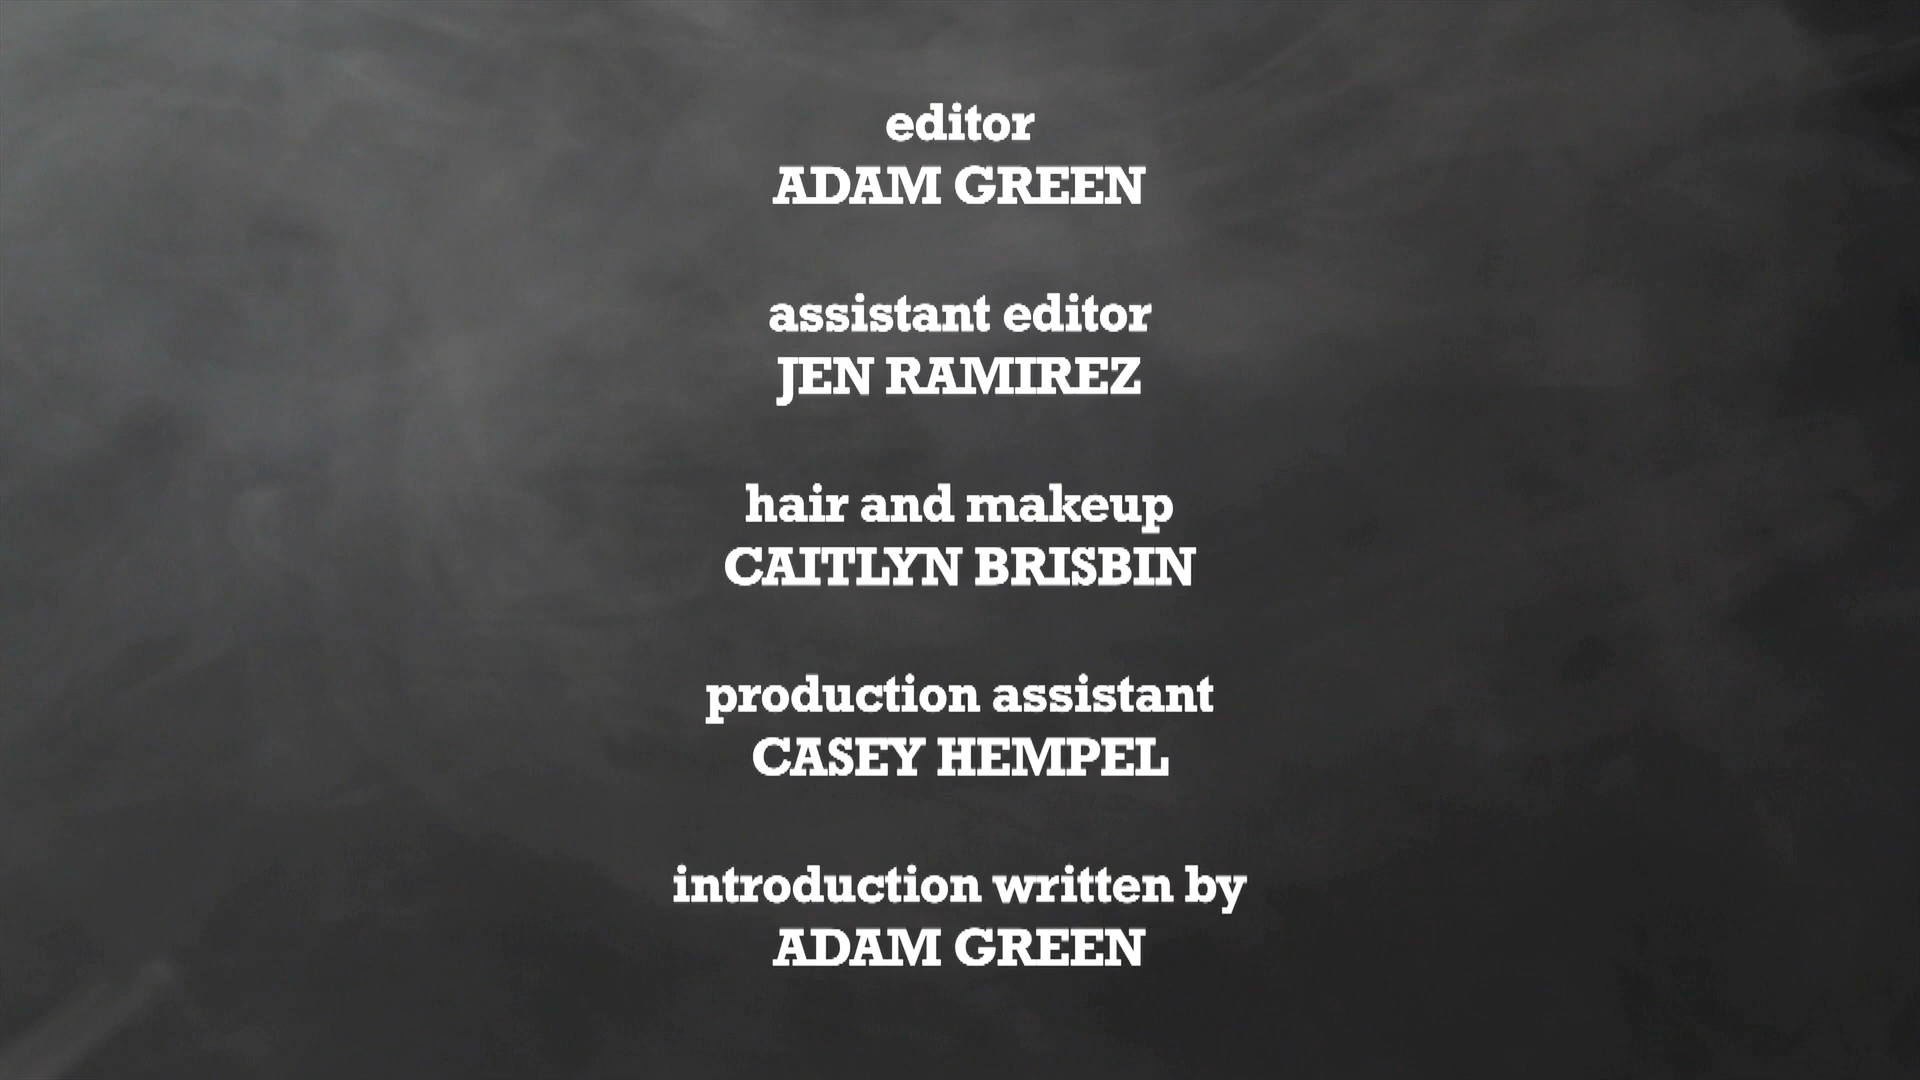 editor
ADAM GREEN
assistant editor
JEN RAMIREZ
hair and makeup
CAITLYN BRISBIN
production assistant
CASEY HEMPEL
introduction written by
ADAM GREEN